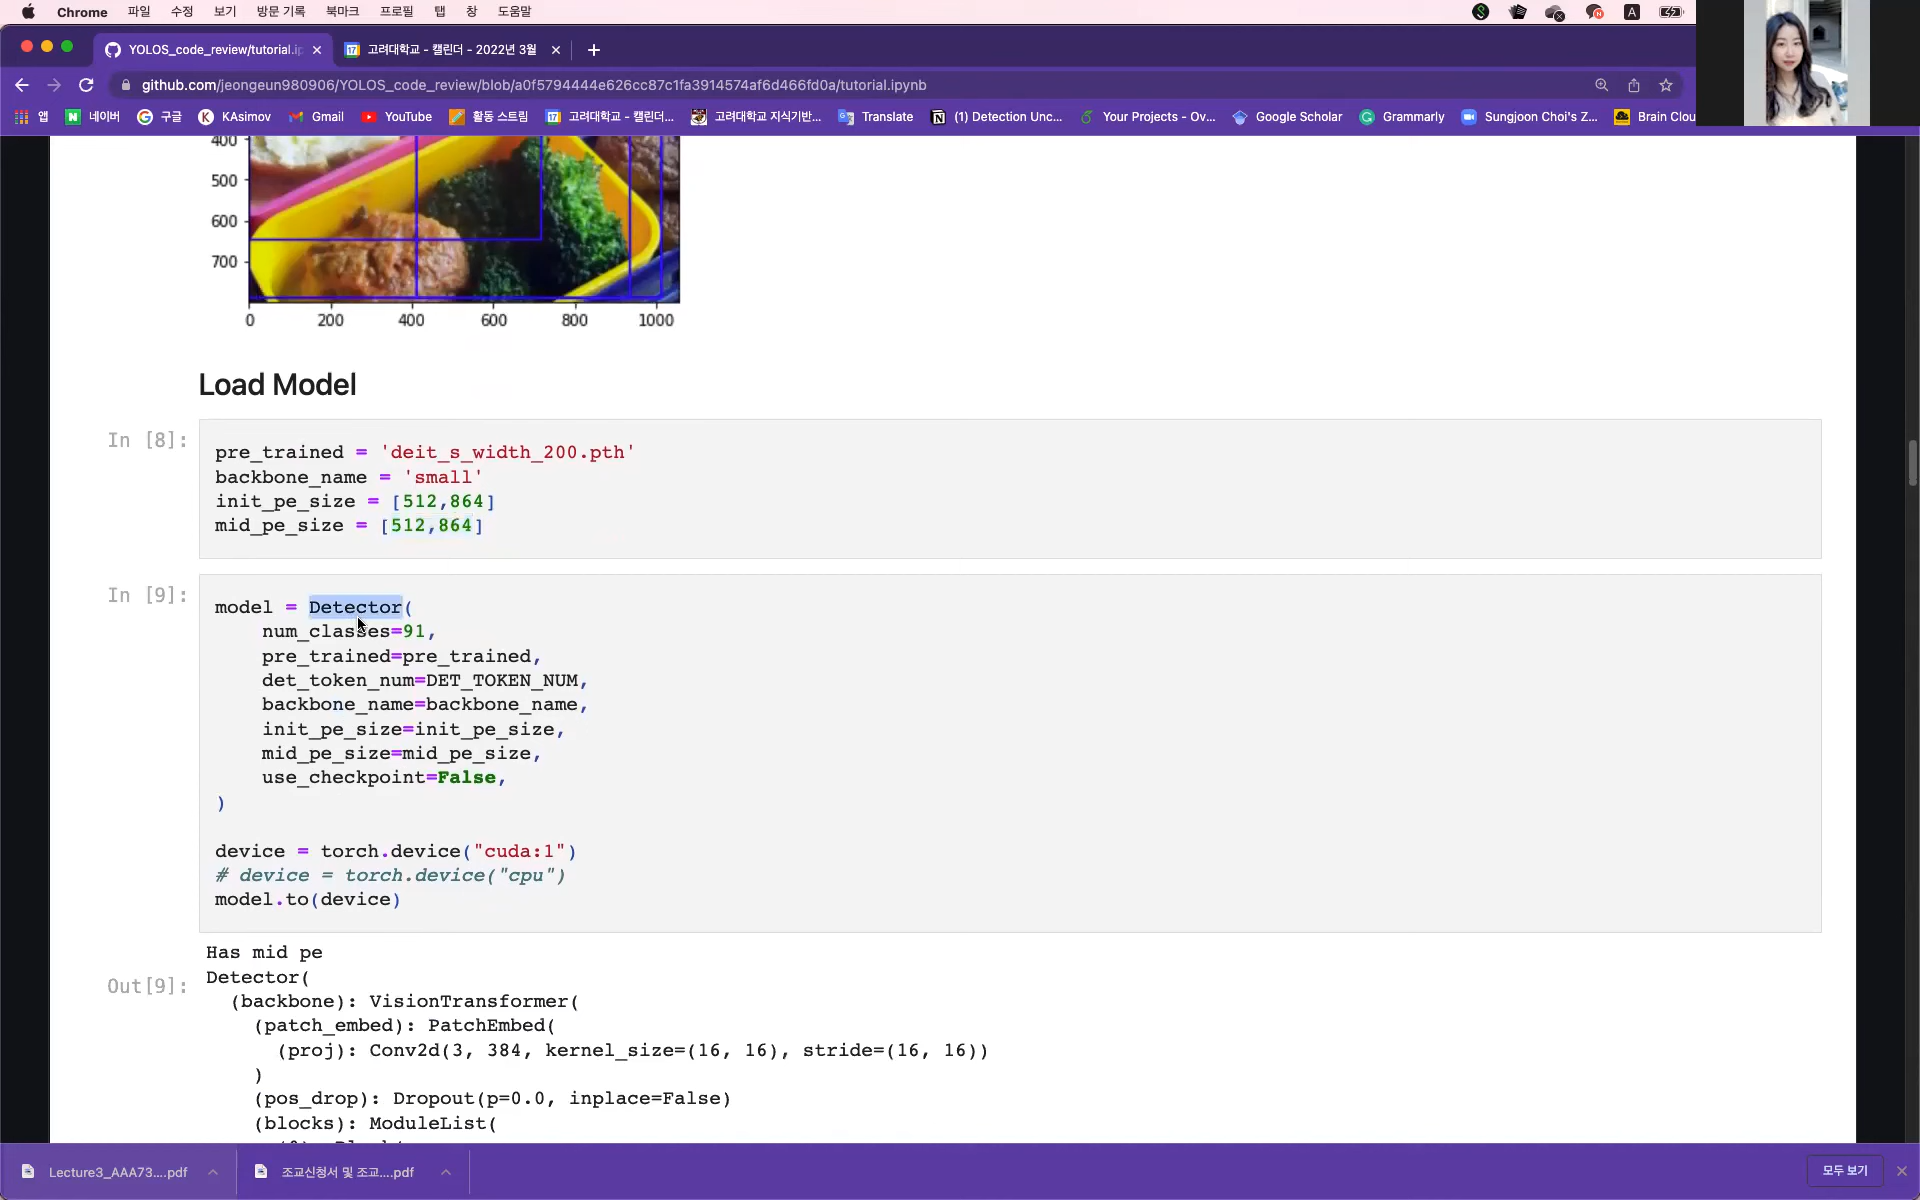 Chrome 파일 수정 보기 방문 기록 북마크 프로필 탭 창 도움말 A
YOLOS_code_review/tutorial.ip 17 고려대학교 - 캘린더 - 2022년 3월
github.com/jeongeun980906/YOLOS_code_review/blob/a0f5794444e626cc87c1fa3914574af6d466fd0a/tutorial.ipynb
앱 네이버 구글 KAsimov Gmail YouTube 활동 스트림 고려대학교 - 캘린더... 고려대학교 지식기반... Translate (1) Detection Unc... Your Projects - Ov... Google Scholar Grammarly Sungjoon Choi's Z... Brain Clou
400
500
600
700
0 200 400 600 800 1000
Load Model
In [8]:
pre_trained = 'deit_s_width_200.pth'
backbone_name = 'small'
init_pe_size = [512,864]
mid_pe_size = [512,864]
In [9]:
model = Detector(
num_classes=91,
pre_trained=pre_trained,
det_token_num=DET_TOKEN_NUM,
backbone_name=backbone_name,
init_pe_size=init_pe_size,
mid_pe_size=mid_pe_size,
use_checkpoint=False,
)
device = torch.device("cuda:1")
# device = torch.device("cpu")
model.to(device)
Has mid pe
Out[9]:
Detector(
(backbone): VisionTransformer(
(patch_embed): PatchEmbed(
(proj): Conv2d(3, 384, kernel_size=(16, 16), stride=(16, 16))
)
(pos_drop): Dropout(p=0.0, inplace=False)
(blocks): ModuleList(
Lecture3_AAA73....pdf 조교신청서 및 조교....pdf 모두 보기